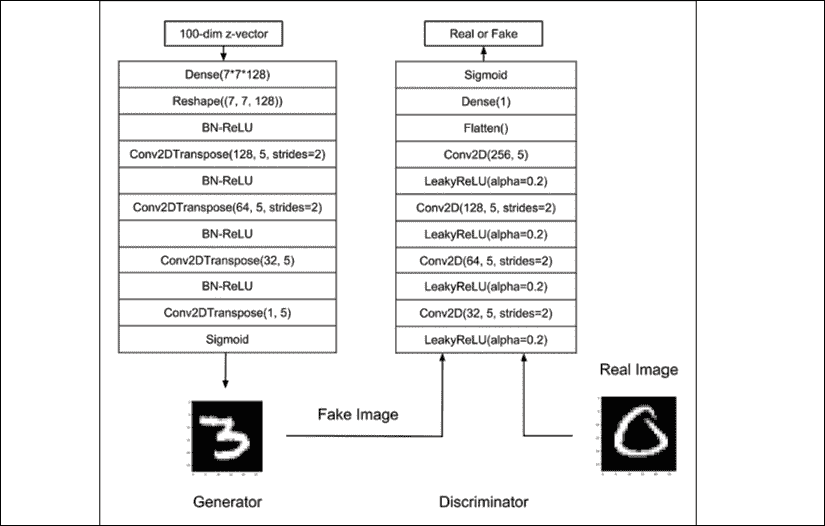 100-dim z-vector
Dense(7*7*128)
Reshape((7, 7, 128))
BN-ReLU
Conv2DTranspose(128, 5, strides=2)
BN-ReLU
Conv2DTranspose(64, 5, strides=2)
BN-ReLU
Conv2DTranspose(32, 5)
BN-ReLU
Conv2DTranspose(1, 5)
Sigmoid
Generator
Real or Fake
Sigmoid
Dense(1)
Flatten()
Conv2D(256, 5)
LeakyReLU(alpha=0.2)
Conv2D(128, 5, strides=2)
LeakyReLU(alpha=0.2)
Conv2D(64, 5, strides=2)
LeakyReLU(alpha=0.2)
Conv2D(32, 5, strides=2)
LeakyReLU(alpha=0.2)
Fake Image
Real Image
Discriminator
3
0